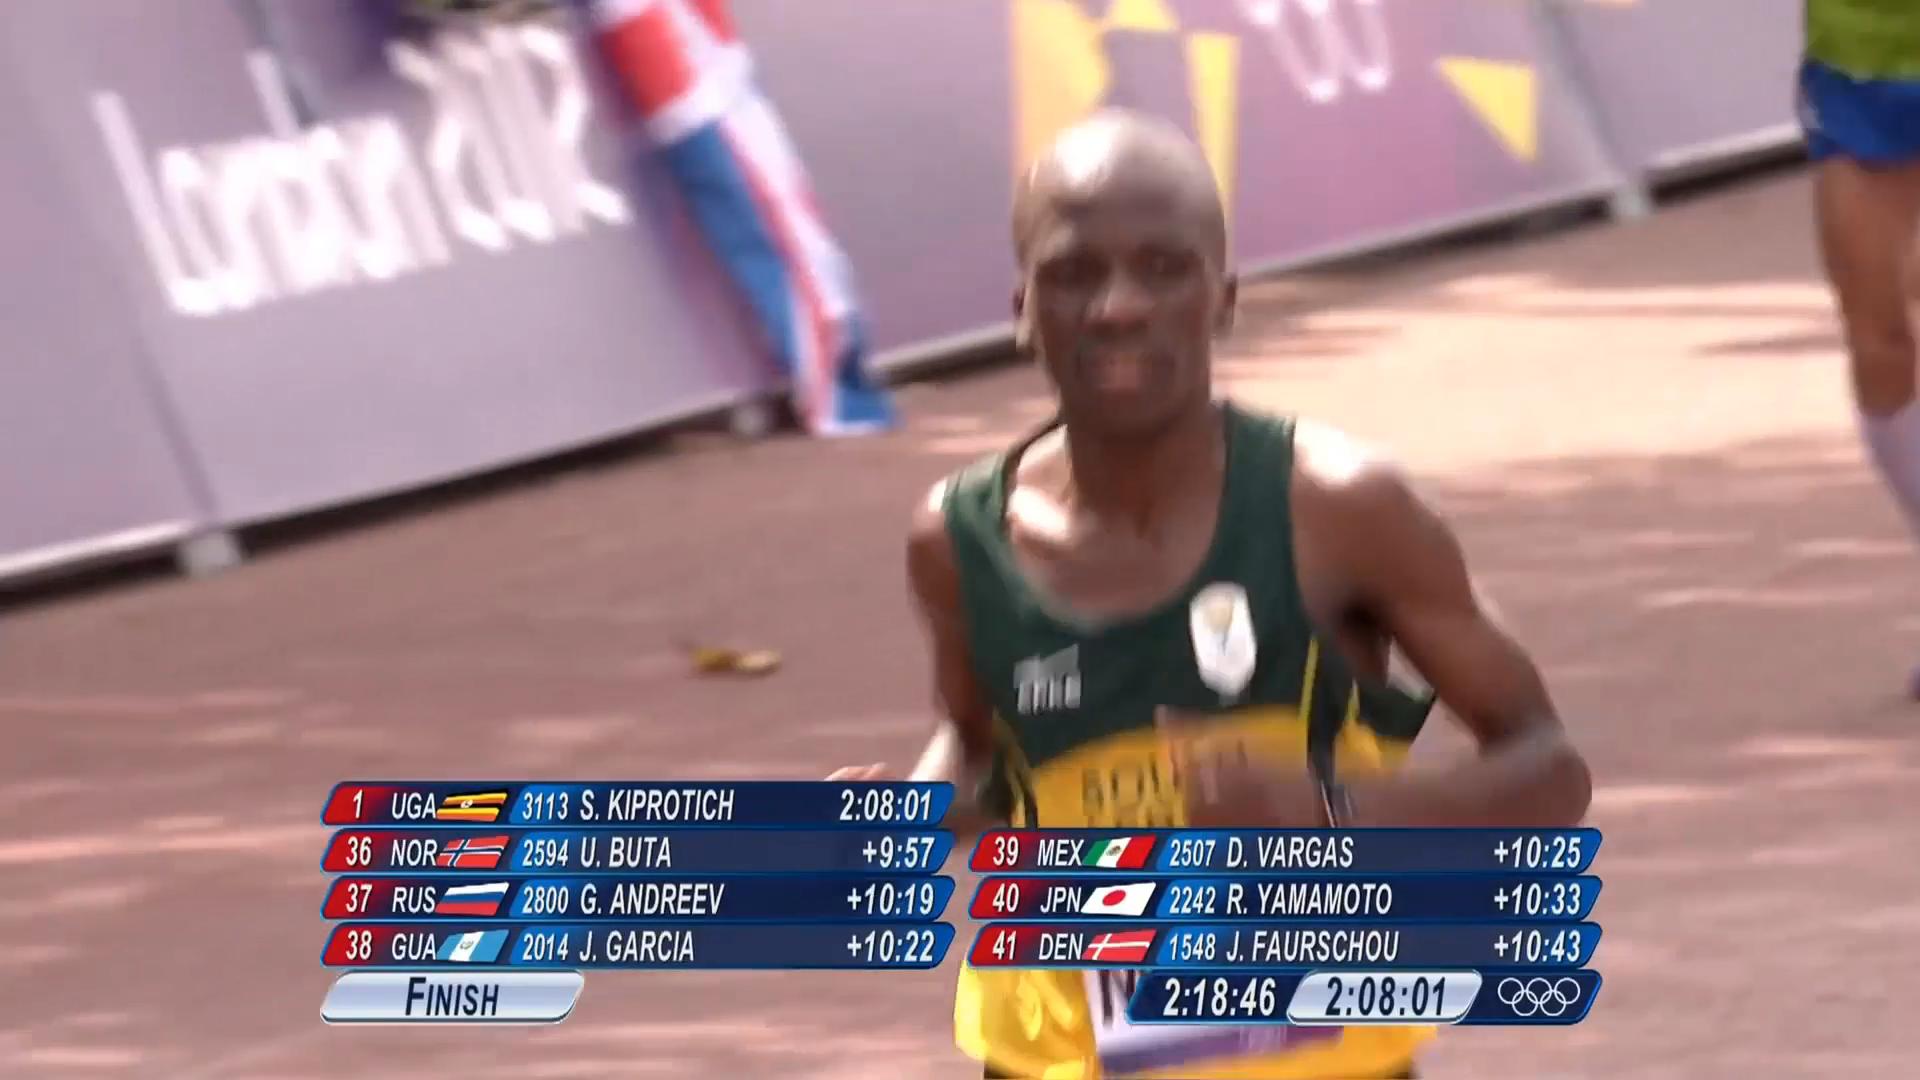 London 2012
1 UGA 3113 S. KIPROTICH 2:08:01
36 NOR 2594 U. BUTA +9:57
37 RUS 2800 G. ANDREEV +10:19
38 GUA 2014 J. GARCIA +10:22
39 MEX 2507 D. VARGAS +10:25
40 JPN 2242 R. YAMAMOTO +10:33
41 DEN 1548 J. FAURSCHOU +10:43
FINISH
2:18:46 2:08:01